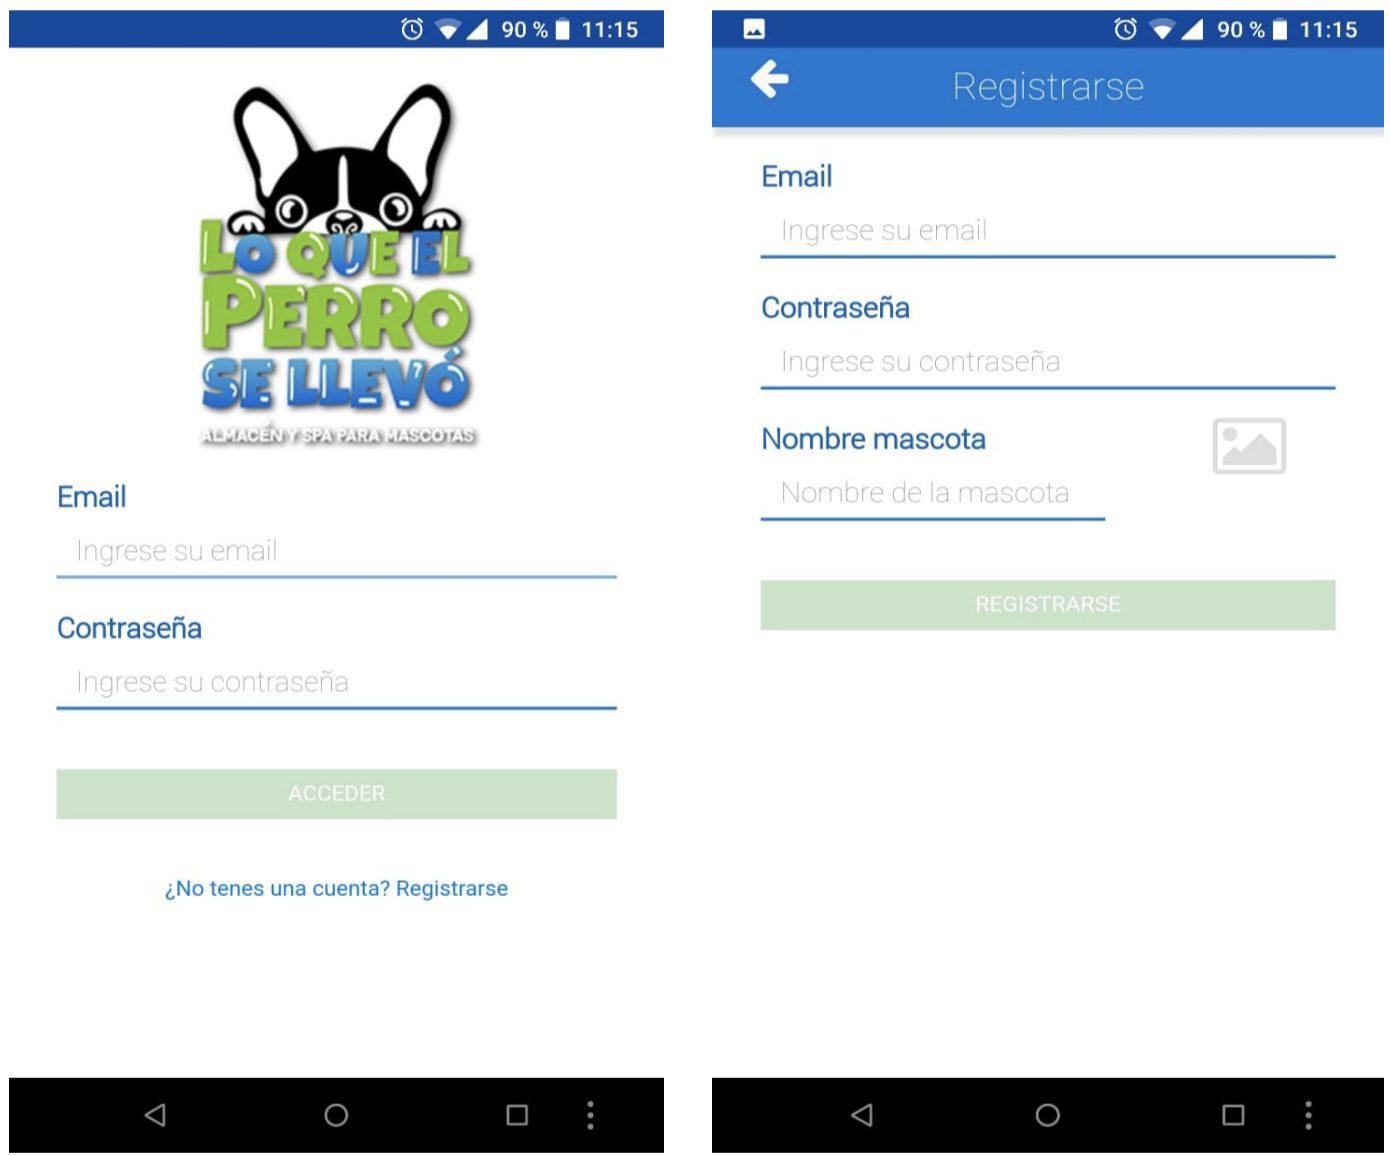 90 % 11:15
LO QUE EL
PERRO
SE LLEVÓ
ALMACÉN Y SPA PARA MASCOTAS
Email
Ingrese su email
Contraseña
Ingrese su contraseña
ACCEDER
¿No tenes una cuenta? Registrarse
90 % 11:15
Registrarse
Email
Ingrese su email
Contraseña
Ingrese su contraseña
Nombre mascota
Nombre de la mascota
REGISTRARSE